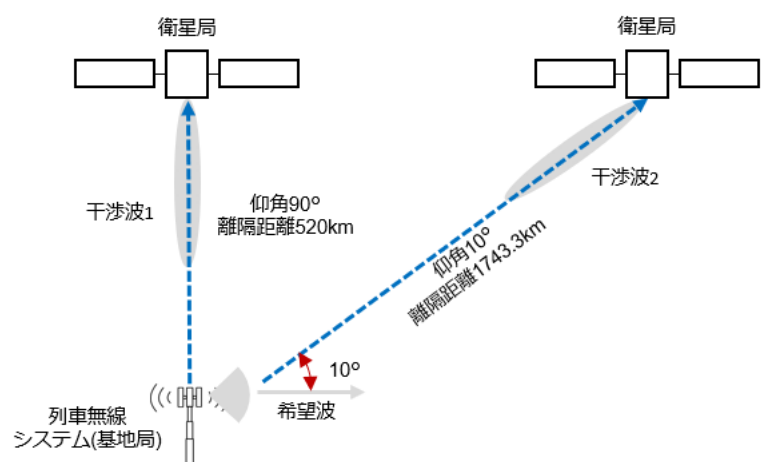 衛星局
衛星局
干渉波1
仰角90°
離隔距離520km
干渉波2
仰角10°
離隔距離1743.3km
10°
希望波
列車無線
システム(基地局)